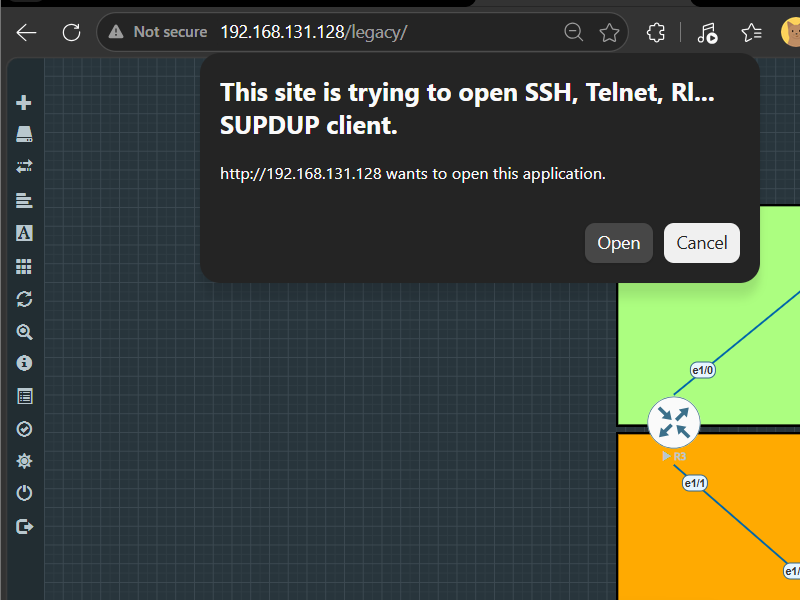 Not secure 192.168.131.128/legacy/
This site is trying to open SSH, Telnet, Rl...
SUPDUP client.
http://192.168.131.128 wants to open this application.
Open Cancel
A
e1/0
R3
e1/1
e1/